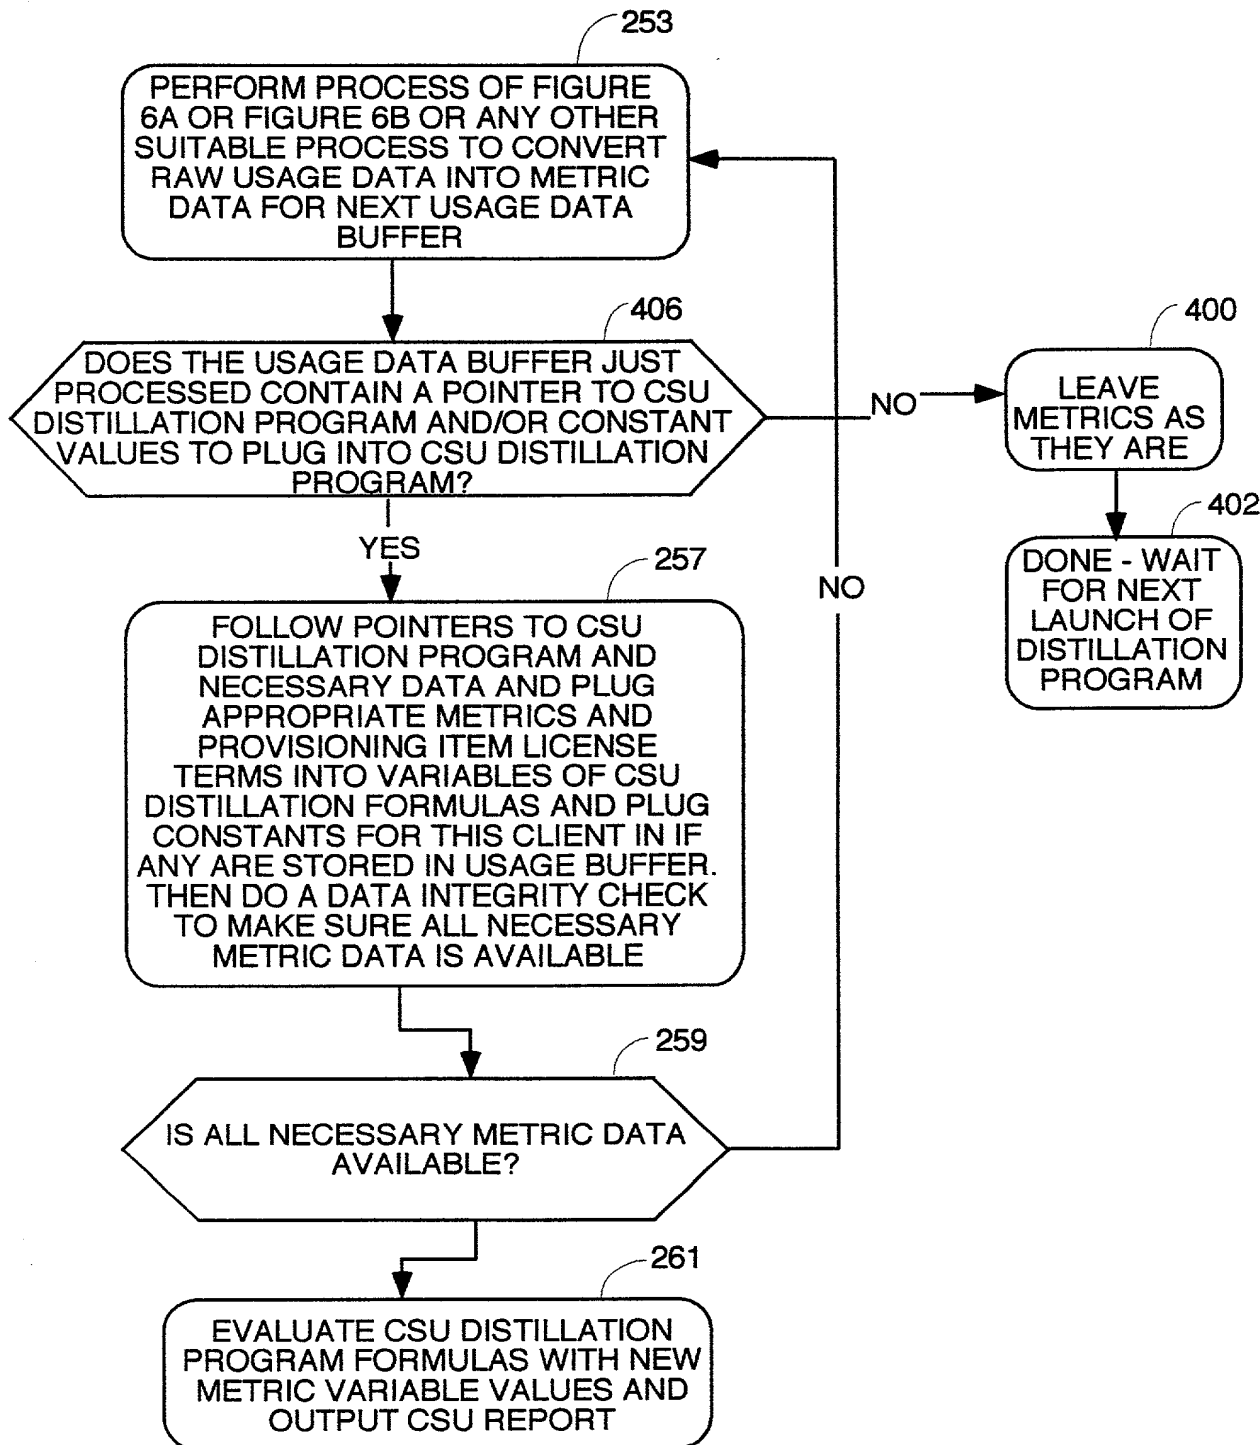 253
PERFORM PROCESS OF FIGURE
6A OR FIGURE 6B OR ANY OTHER
SUITABLE PROCESS TO CONVERT
RAW USAGE DATA INTO METRIC
DATA FOR NEXT USAGE DATA
BUFFER
406
DOES THE USAGE DATA BUFFER JUST
PROCESSED CONTAIN A POINTER TO CSU
DISTILLATION PROGRAM AND/OR CONSTANT
VALUES TO PLUG INTO CSU DISTILLATION
PROGRAM?
NO
400
LEAVE
METRICS AS
THEY ARE
402
DONE - WAIT
FOR NEXT
LAUNCH OF
DISTILLATION
PROGRAM
YES
NO
257
FOLLOW POINTERS TO CSU
DISTILLATION PROGRAM AND
NECESSARY DATA AND PLUG
APPROPRIATE METRICS AND
PROVISIONING ITEM LICENSE
TERMS INTO VARIABLES OF CSU
DISTILLATION FORMULAS AND PLUG
CONSTANTS FOR THIS CLIENT IN IF
ANY ARE STORED IN USAGE BUFFER.
THEN DO A DATA INTEGRITY CHECK
TO MAKE SURE ALL NECESSARY
METRIC DATA IS AVAILABLE
259
IS ALL NECESSARY METRIC DATA
AVAILABLE?
261
EVALUATE CSU DISTILLATION
PROGRAM FORMULAS WITH NEW
METRIC VARIABLE VALUES AND
OUTPUT CSU REPORT